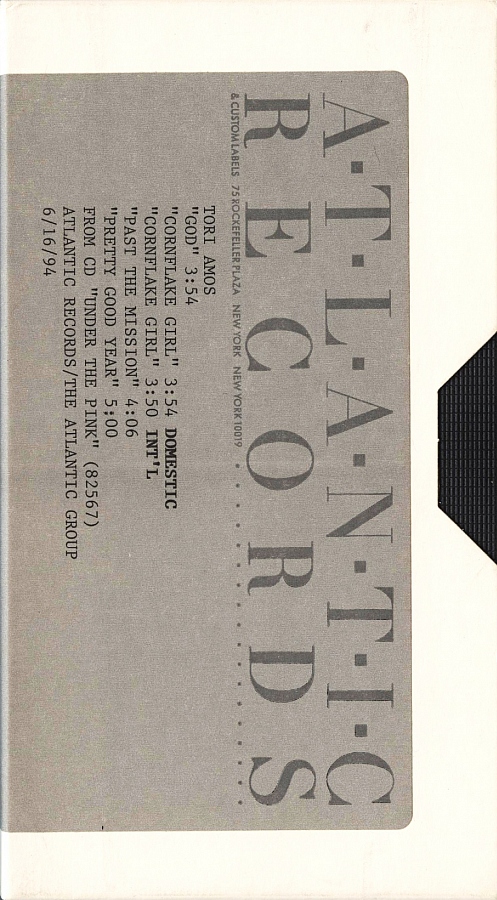 A·T·L·A·N·T·I·C
RECORDS
& CUSTOM LABELS 75 ROCKEFELLER PLAZA NEW YORK NEW YORK 10019
TORI AMOS
"GOD" 3:54
"CORNFLAKE GIRL" 3:54 DOMESTIC
"CORNFLAKE GIRL" 3:50 INT'L
"PAST THE MISSION" 4:06
"PRETTY GOOD YEAR" 5:00
FROM CD "UNDER THE PINK" (82567)
ATLANTIC RECORDS/THE ATLANTIC GROUP
6/16/94